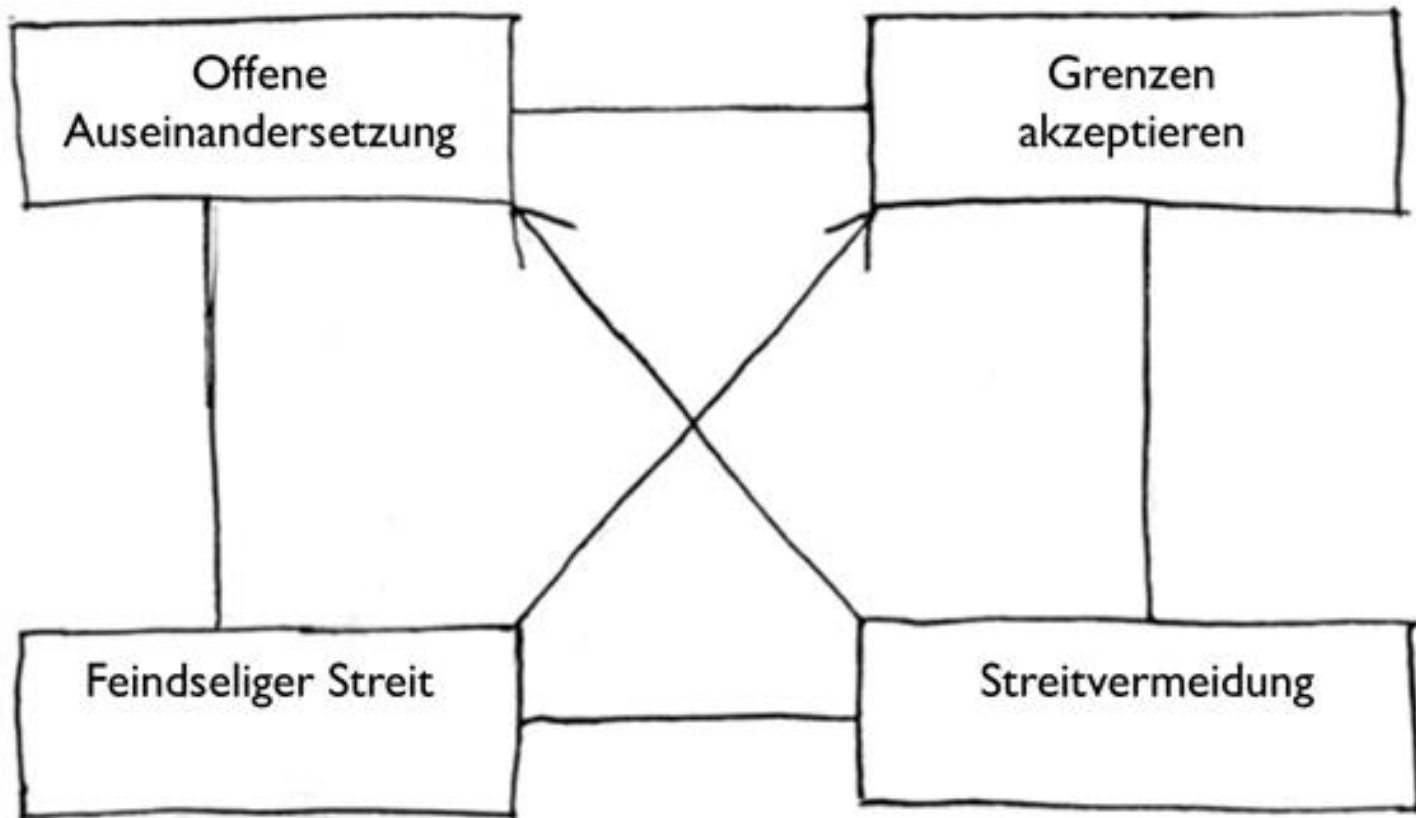 Offene
Auseinandersetzung
Grenzen
akzeptieren
Feindseliger Streit
Streitvermeidung